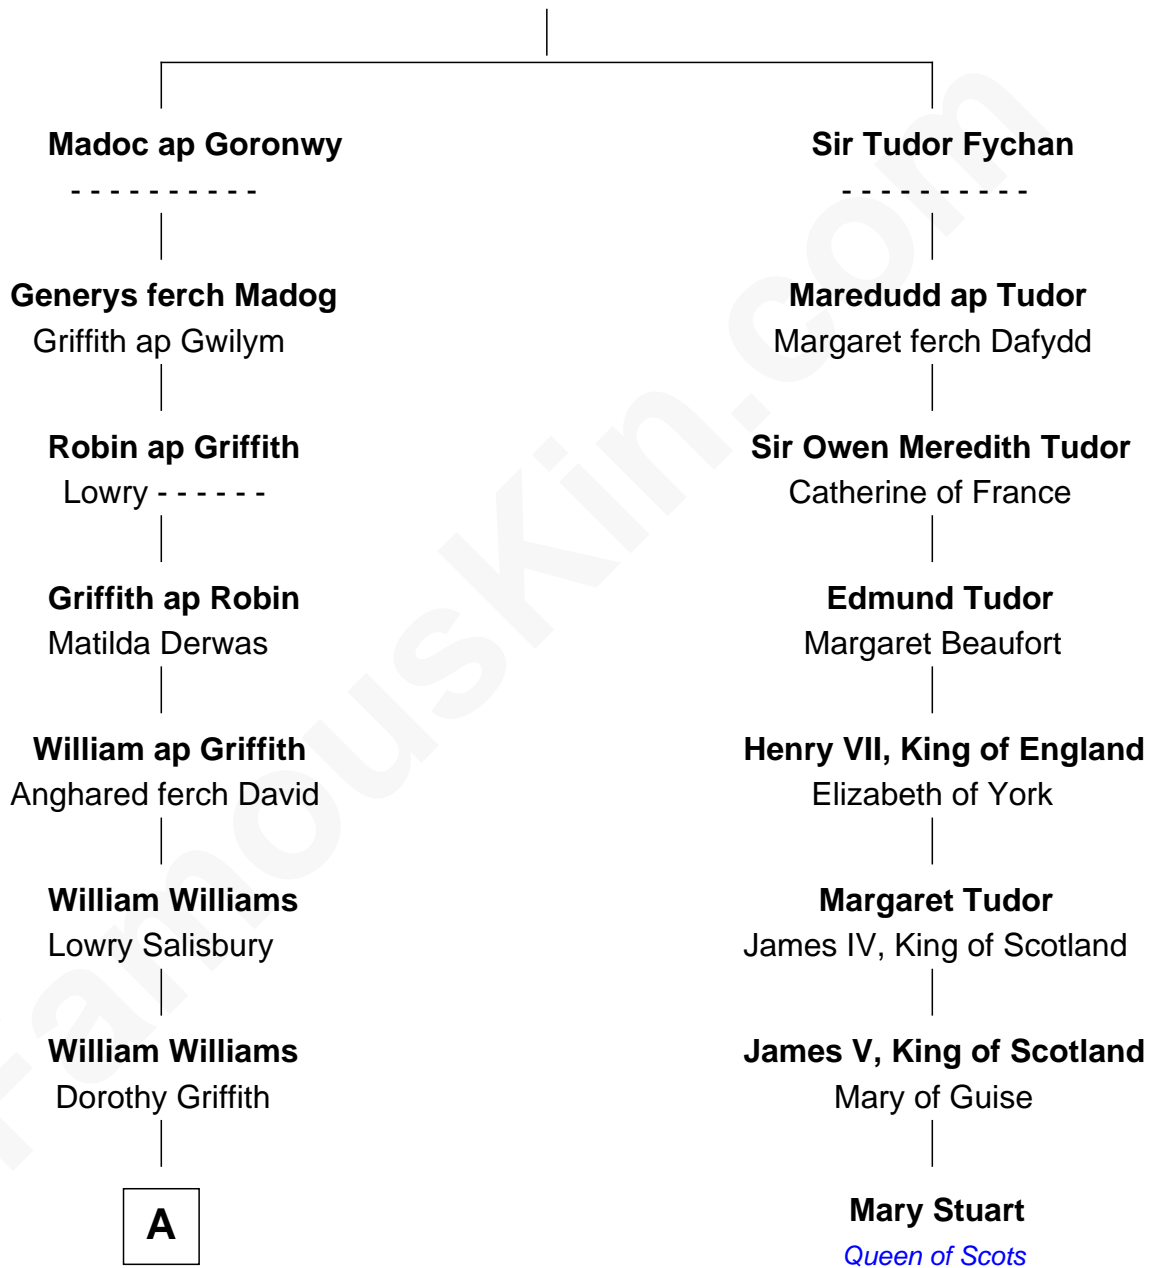 Madoc ap Goronwy
- - - - - - - - - -
Generys ferch Madog
Griffith ap Gwilym
Robin ap Griffith
Lowry - - - - - -
Griffith ap Robin
Matilda Derwas
William ap Griffith
Anghared ferch David
William Williams
Lowry Salisbury
William Williams
Dorothy Griffith
A
Sir Tudor Fychan
- - - - - - - - - -
Maredudd ap Tudor
Margaret ferch Dafydd
Sir Owen Meredith Tudor
Catherine of France
Edmund Tudor
Margaret Beaufort
Henry VII, King of England
Elizabeth of York
Margaret Tudor
James IV, King of Scotland
James V, King of Scotland
Mary of Guise
Mary Stuart
Queen of Scots
FamousKin.com